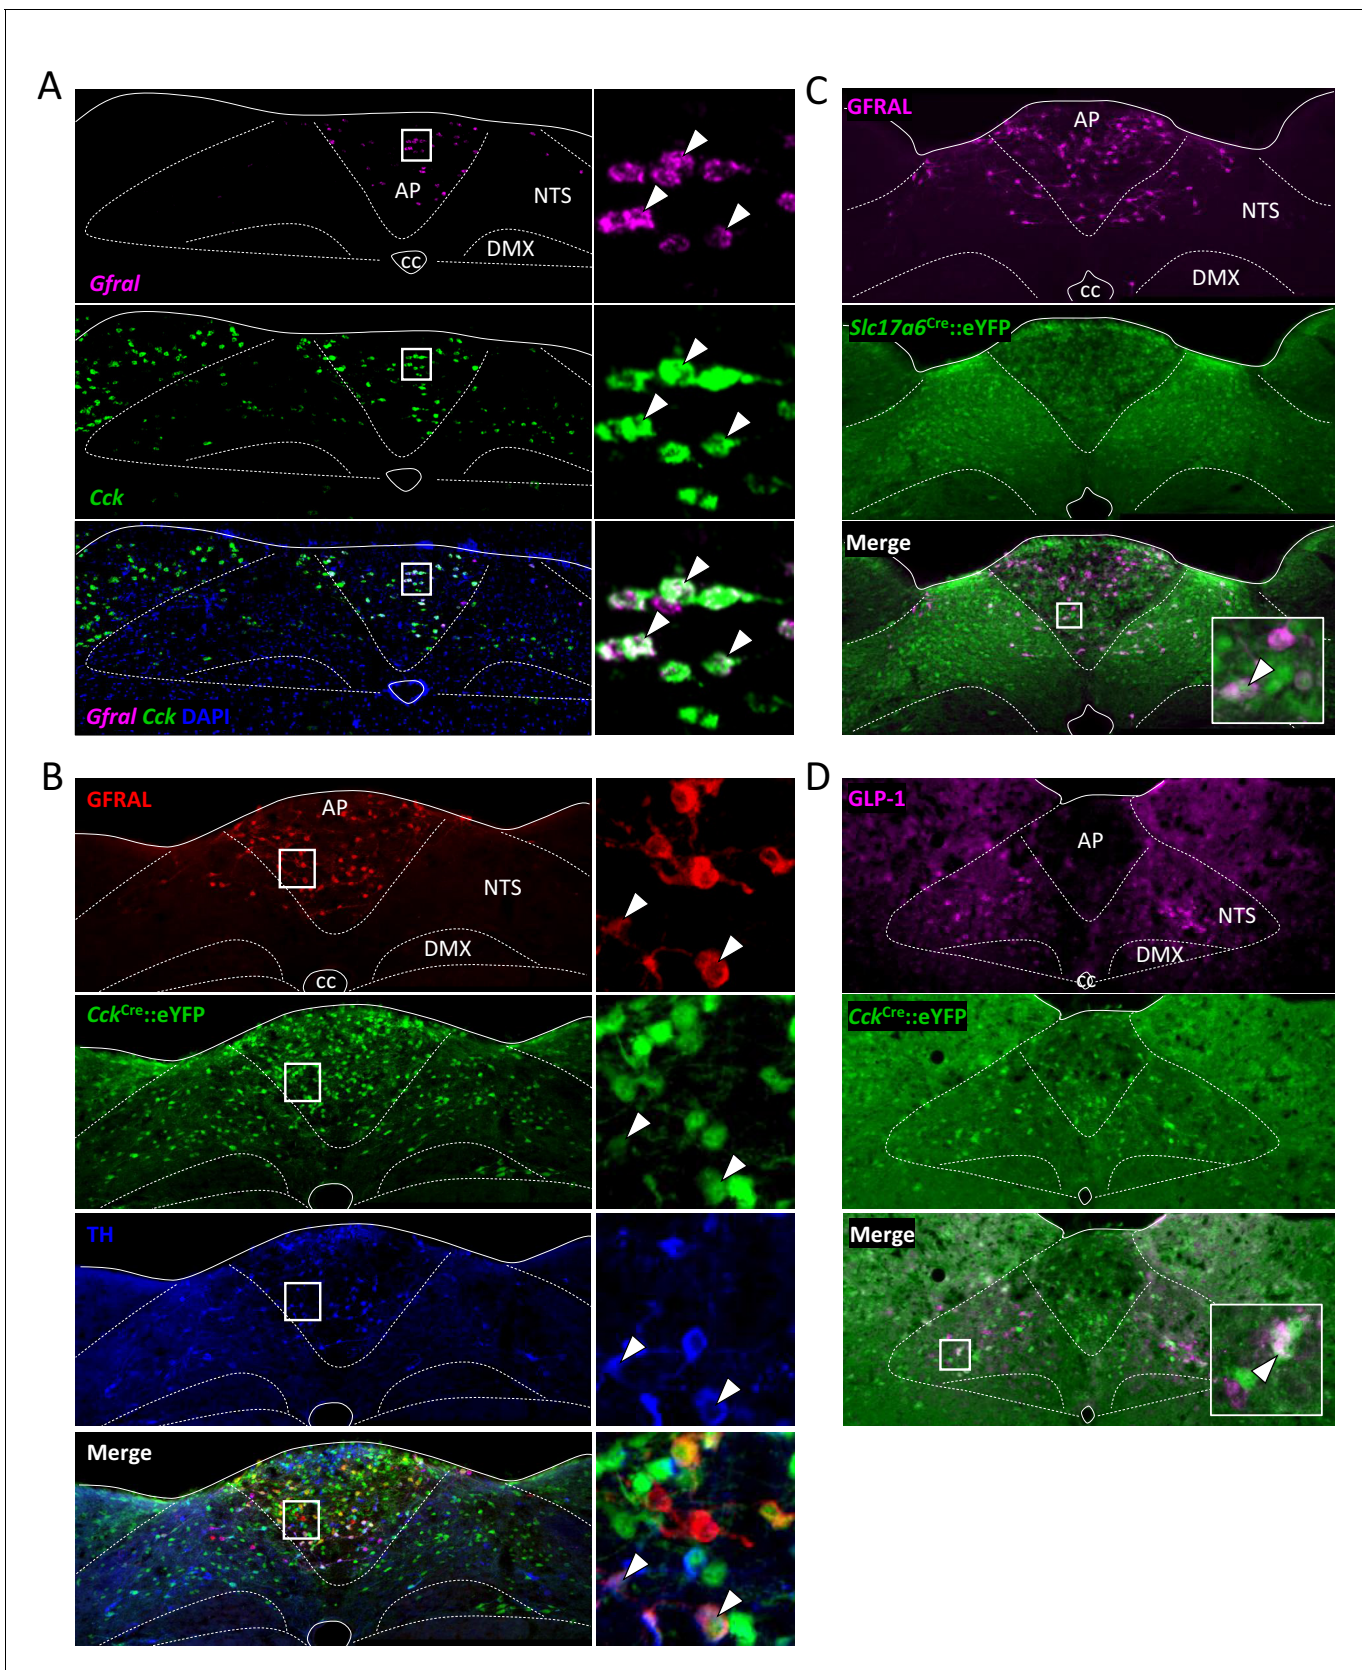 A
AP
NTS
DMX
cc
Gfral
Cck
Gfral Cck DAPI
B
GFRAL
AP
NTS
DMX
cc
CckCre::eYFP
TH
Merge
C
GFRAL
AP
NTS
DMX
cc
Slc17a6Cre::eYFP
Merge
D
GLP-1
AP
NTS
DMX
cc
CckCre::eYFP
Merge